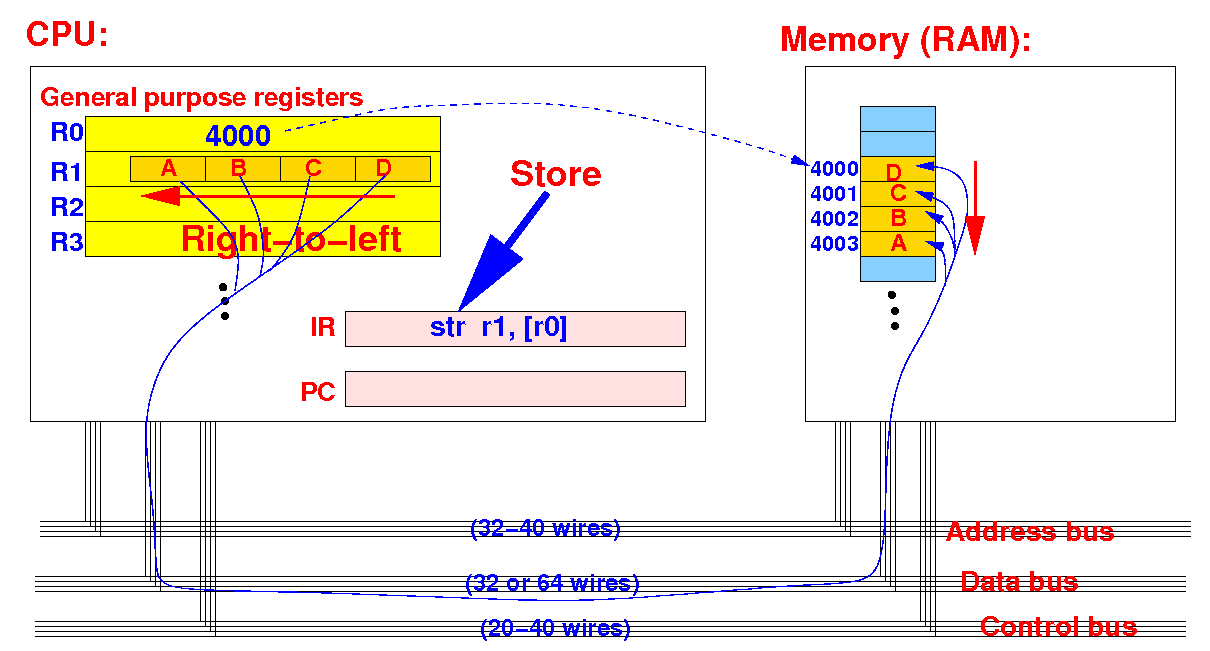 CPU:
Memory (RAM):
General purpose registers
R0 4000
R1 A B C D
R2
R3 Right-to-left
Store
IR str r1, [r0]
PC
4000 D
4001 C
4002 B
4003 A
(32-40 wires) Address bus
(32 or 64 wires) Data bus
(20-40 wires) Control bus